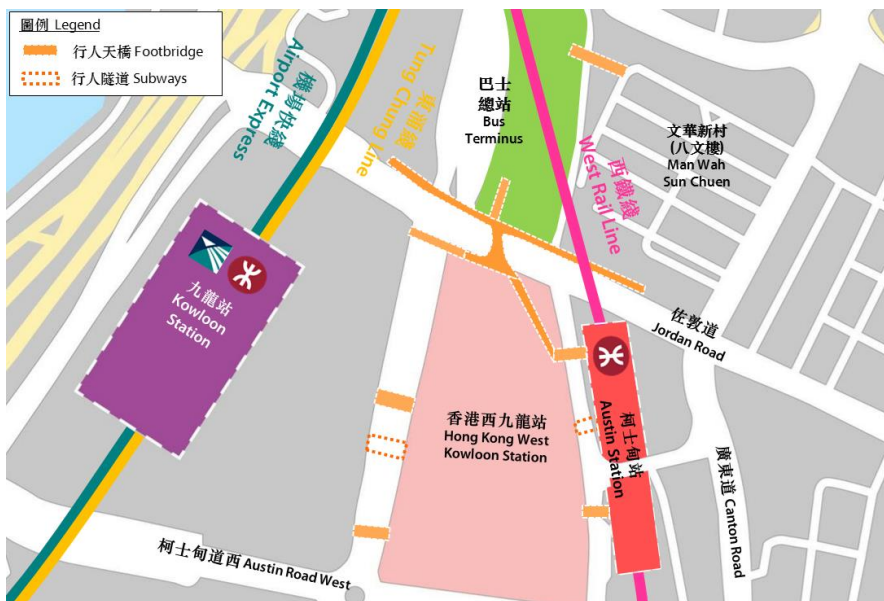 圖例 Legend
行人天橋 Footbridge
行人隧道 Subways
機場快綫
Airport Express
東涌綫
Tung Chung Line
巴士
總站
Bus
Terminus
西鐵綫
West Rail Line
文華新村
(八文樓)
Man Wah
Sun Chuen
九龍站
Kowloon
Station
佐敦道
Jordan Road
香港西九龍站
Hong Kong West
Kowloon Station
柯士甸站
Austin Station
廣東道 Canton Road
柯士甸道西 Austin Road West